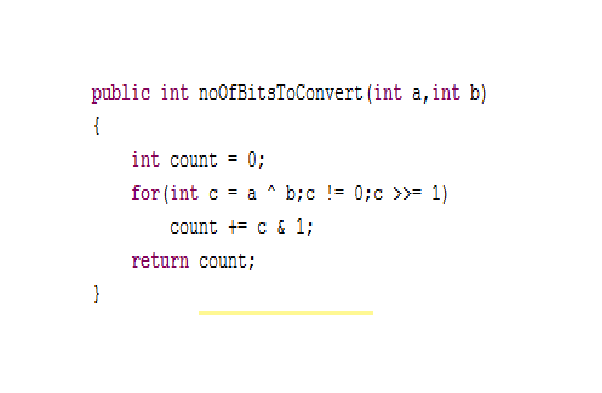 public int noOfBitsToConvert(int a,int b)
{
    int count = 0;
    for(int c = a ^ b;c != 0;c >>= 1)
        count += c & 1;
    return count;
}